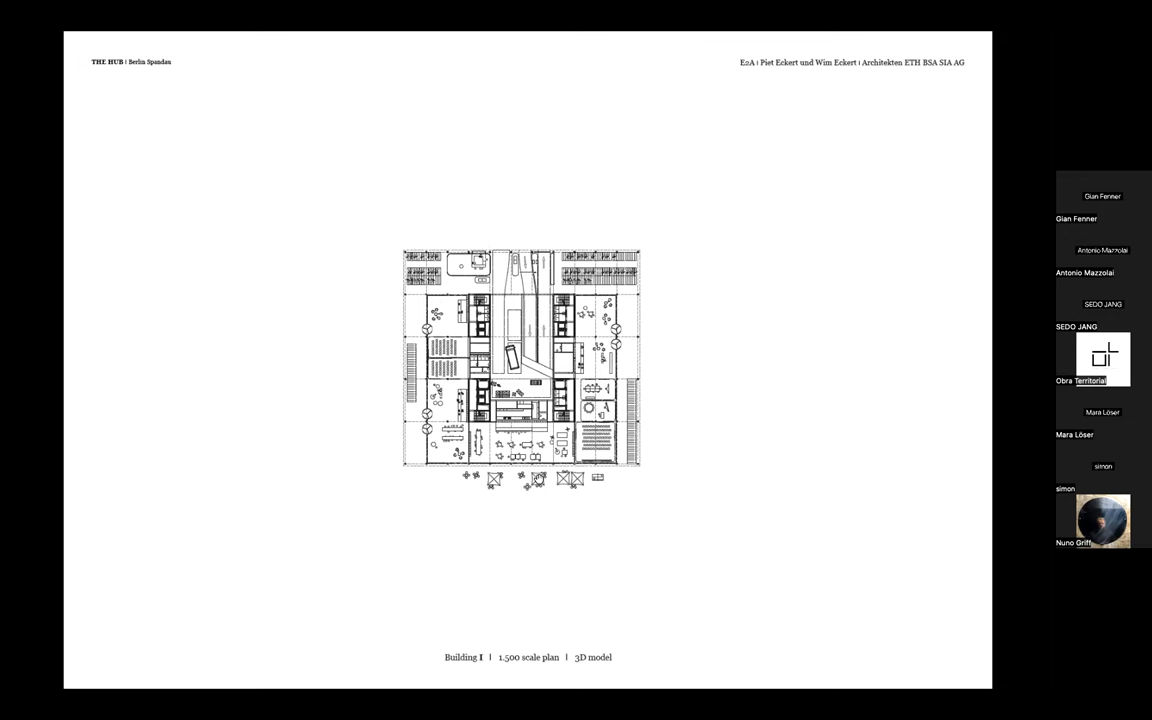 THE HUB | Berlin Spandau
E2A | Piet Eckert und Wim Eckert | Architekten ETH BSA SIA AG
Building I | 1.500 scale plan | 3D model
Gian Fenner
Gian Fenner
Antonio Mazzolai
Antonio Mazzolai
SEDO JANG
SEDO JANG
Obra Territorial
Mara Löser
Mara Löser
simon
simon
Nuno Griff